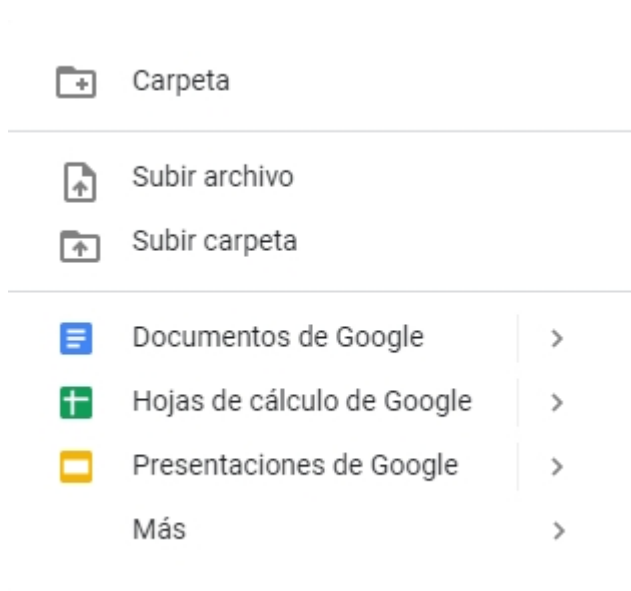 Carpeta
Subir archivo
Subir carpeta
Documentos de Google
Hojas de cálculo de Google
Presentaciones de Google
Más